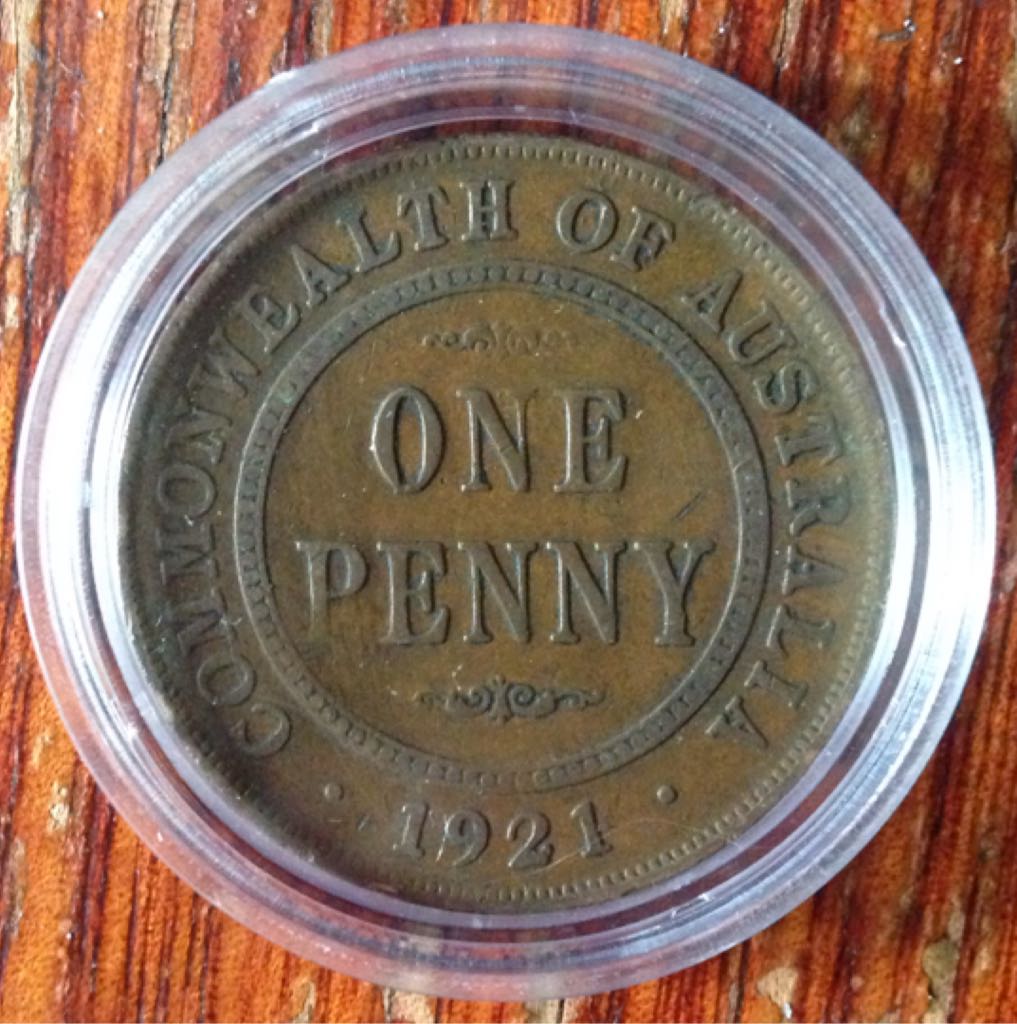 COMMONWEALTH OF AUSTRALIA
ONE
PENNY
· 1921 ·